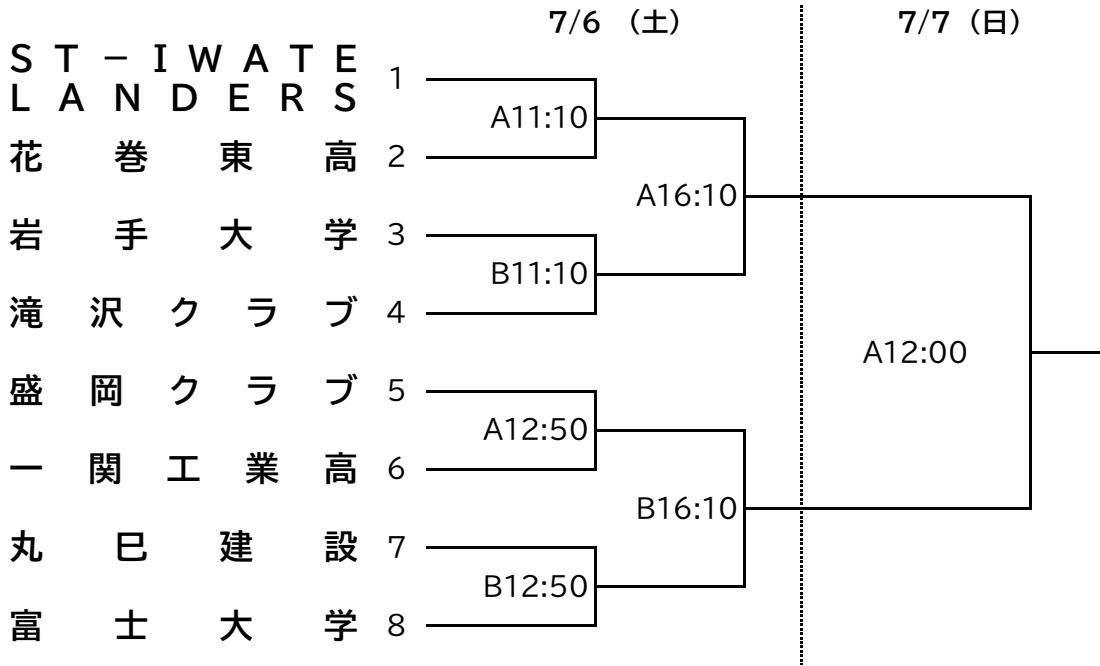 7/6 （土） 7/7（日）
ST－IWATE
LANDERS 1
A11:10
花巻東高 2
A16:10
岩手大学 3
B11:10
滝沢クラブ 4
A12:00
盛岡クラブ 5
A12:50
一関工業高 6
B16:10
丸巳建設 7
B12:50
富士大学 8